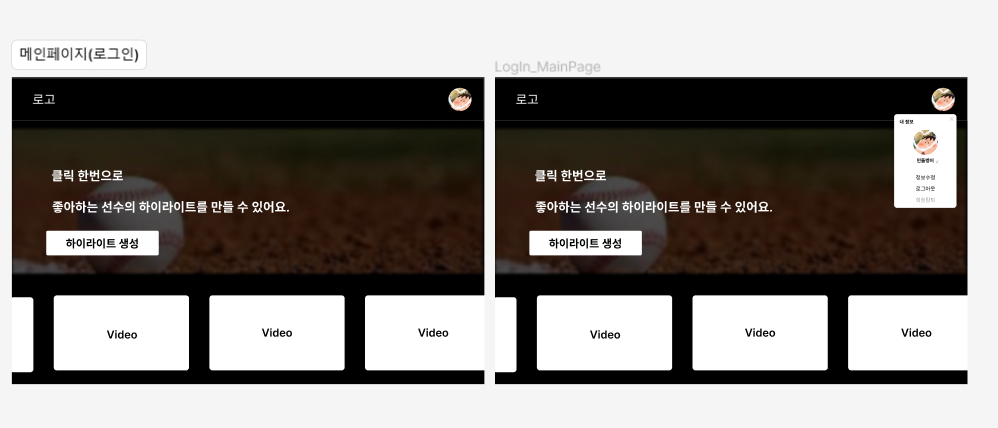 메인페이지(로그인)
로고
클릭 한번으로
좋아하는 선수의 하이라이트를 만들 수 있어요.
하이라이트 생성
Video
Video
Video
LogIn_MainPage
로고
내 정보
정보수정
로그아웃
회원탈퇴
클릭 한번으로
좋아하는 선수의 하이라이트를 만들 수 있어요.
하이라이트 생성
Video
Video
Video